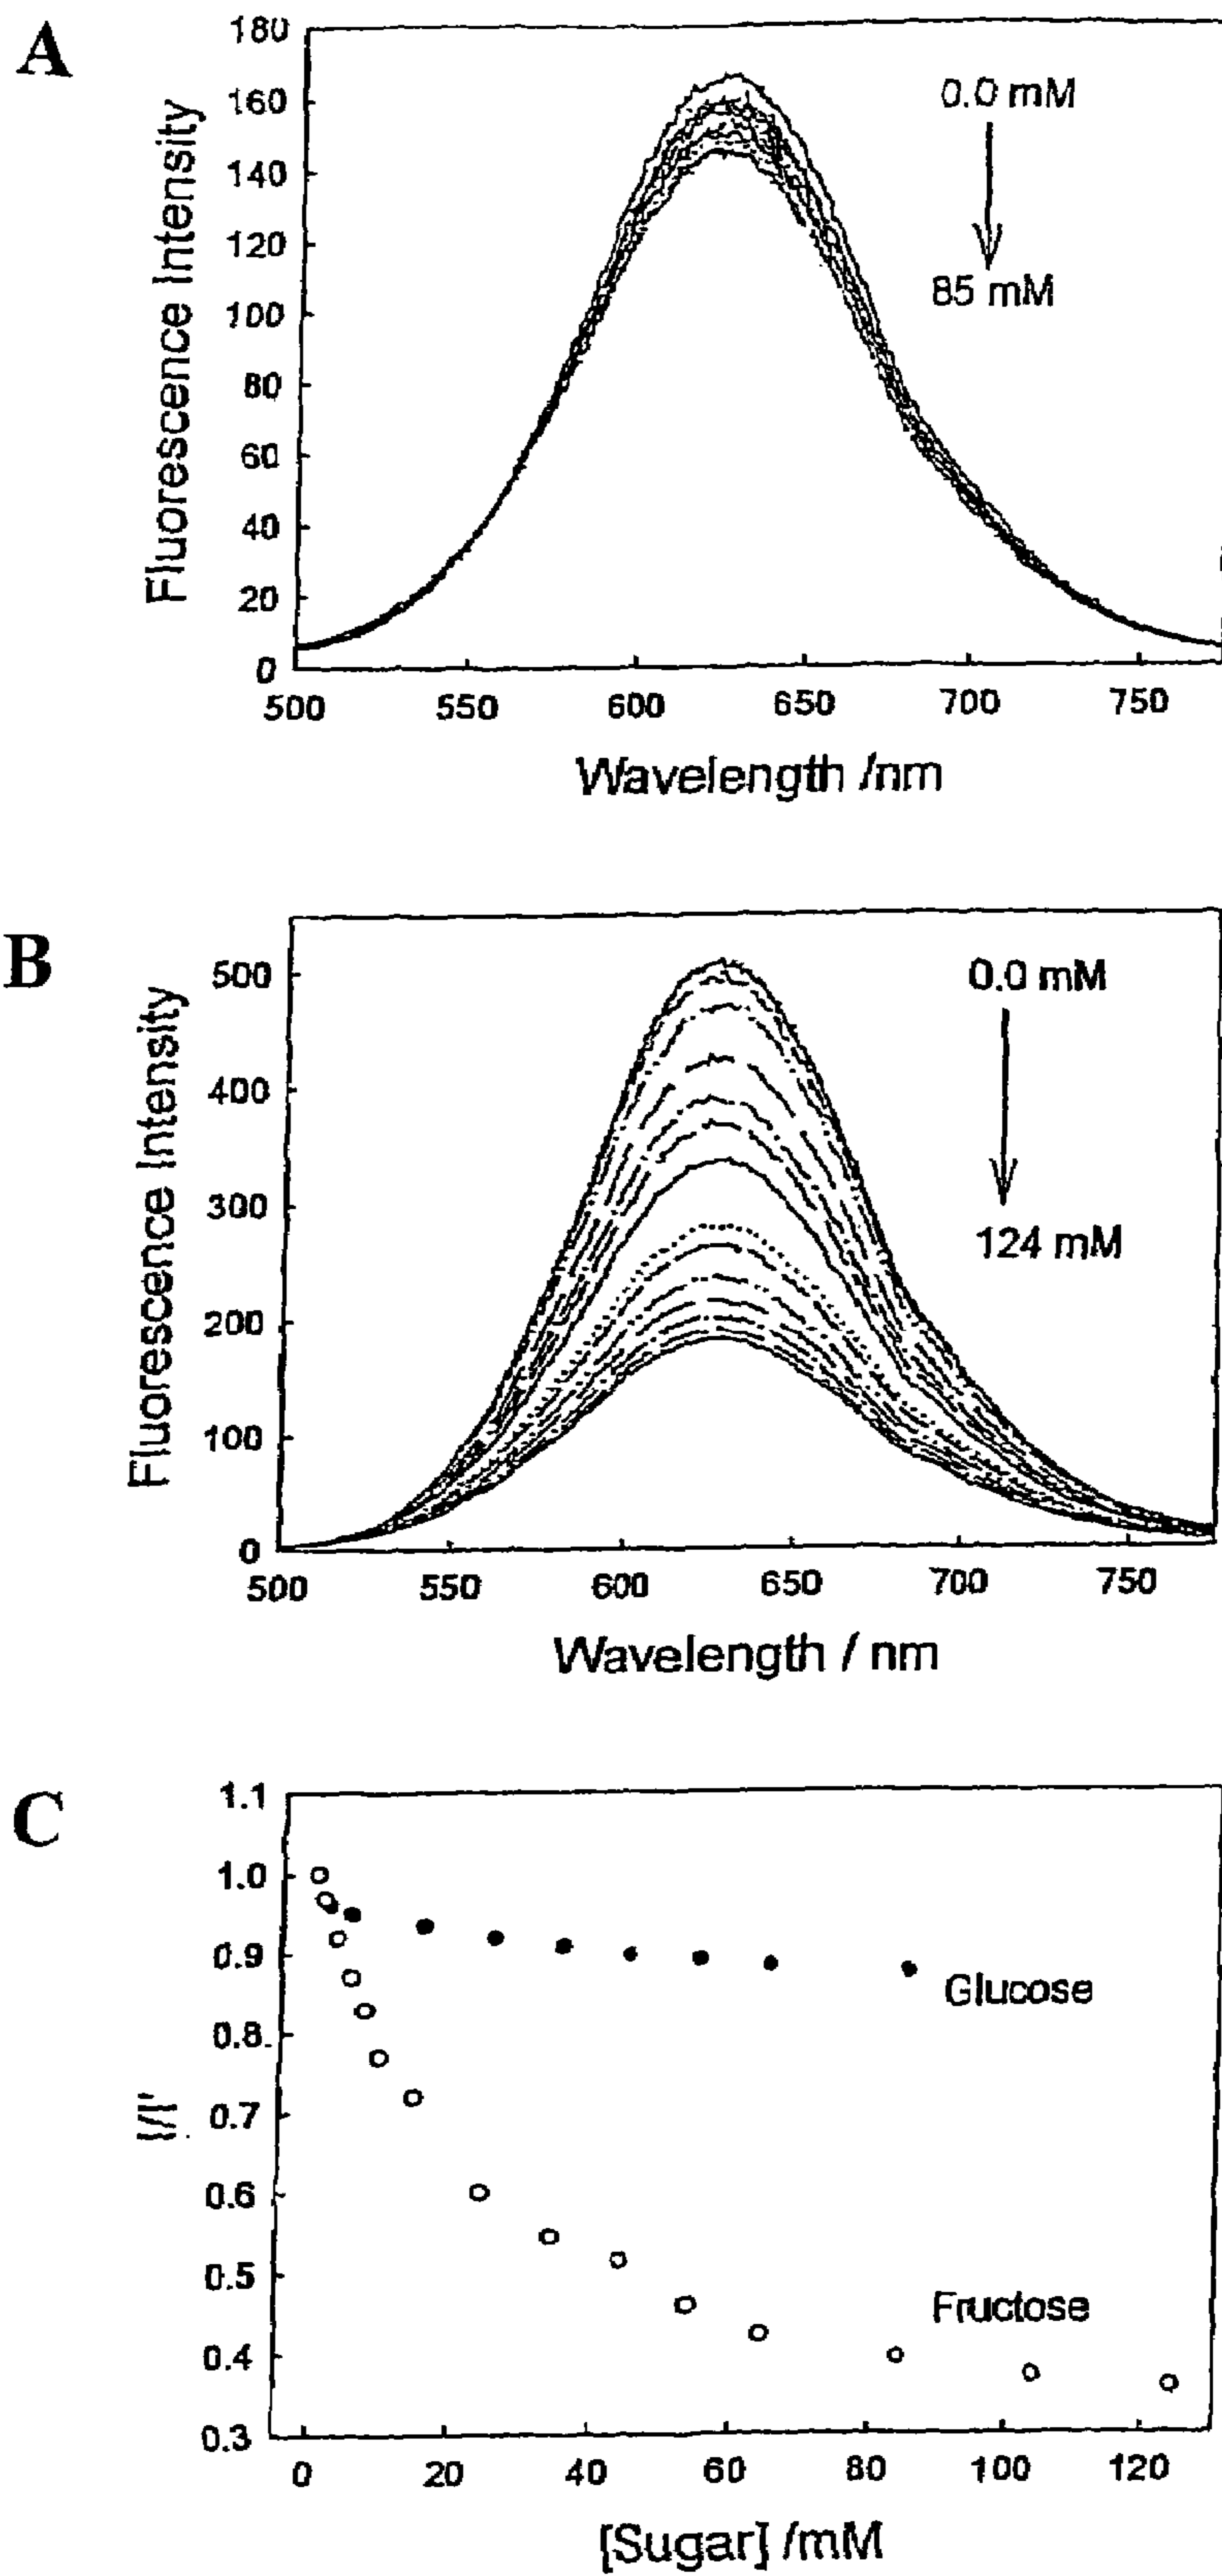 A
Fluorescence Intensity
180
160
140
120
100
80
60
40
20
0
0.0 mM
85 mM
500 550 600 650 700 750
Wavelength /nm
B
Fluorescence Intensity
500
400
300
200
100
0
0.0 mM
124 mM
500 550 600 650 700 750
Wavelength / nm
C
I/I'
1.1
1.0
0.9
0.8
0.7
0.6
0.5
0.4
0.3
Glucose
Fructose
0 20 40 60 80 100 120
[Sugar] /mM